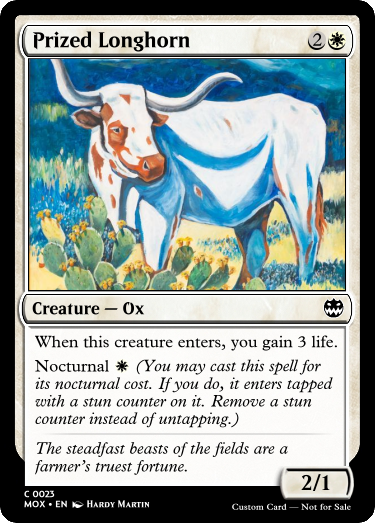 Prized Longhorn 2
Creature — Ox
When this creature enters, you gain 3 life.
Nocturnal (You may cast this spell for
its nocturnal cost. If you do, it enters tapped
with a stun counter on it. Remove a stun
counter instead of untapping.)
The steadfast beasts of the fields are a
farmer's truest fortune.
2/1
C 0023
MOX • EN Hardy Martin
Custom Card — Not for Sale